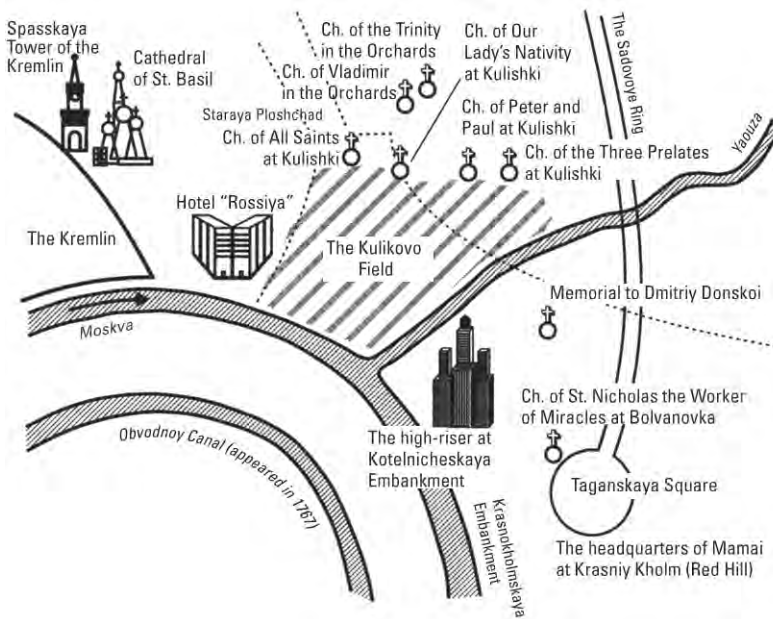 Spasskaya
Tower of the
Kremlin
Cathedral
of St. Basil
Ch. of the Trinity
in the Orchards
Ch. of Vladimir
in the Orchards
Ch. of Our
Lady's Nativity
at Kulishki
The Sadovoye Ring
Staraya Ploshchad
Ch. of All Saints
at Kulishki
Ch. of Peter and
Paul at Kulishki
Ch. of the Three Prelates
at Kulishki
Yaouza
Hotel "Rossiya"
The Kremlin
The Kulikovo
Field
Moskva
Memorial to Dmitriy Donskoi
Ch. of St. Nicholas the Worker
of Miracles at Bolvanovka
The high-riser at
Kotelnicheskaya
Embankment
Obvodnoy Canal (appeared in 1767)
Krasnokholmskaya
Embankment
Taganskaya Square
The headquarters of Mamai
at Krasniy Kholm (Red Hill)